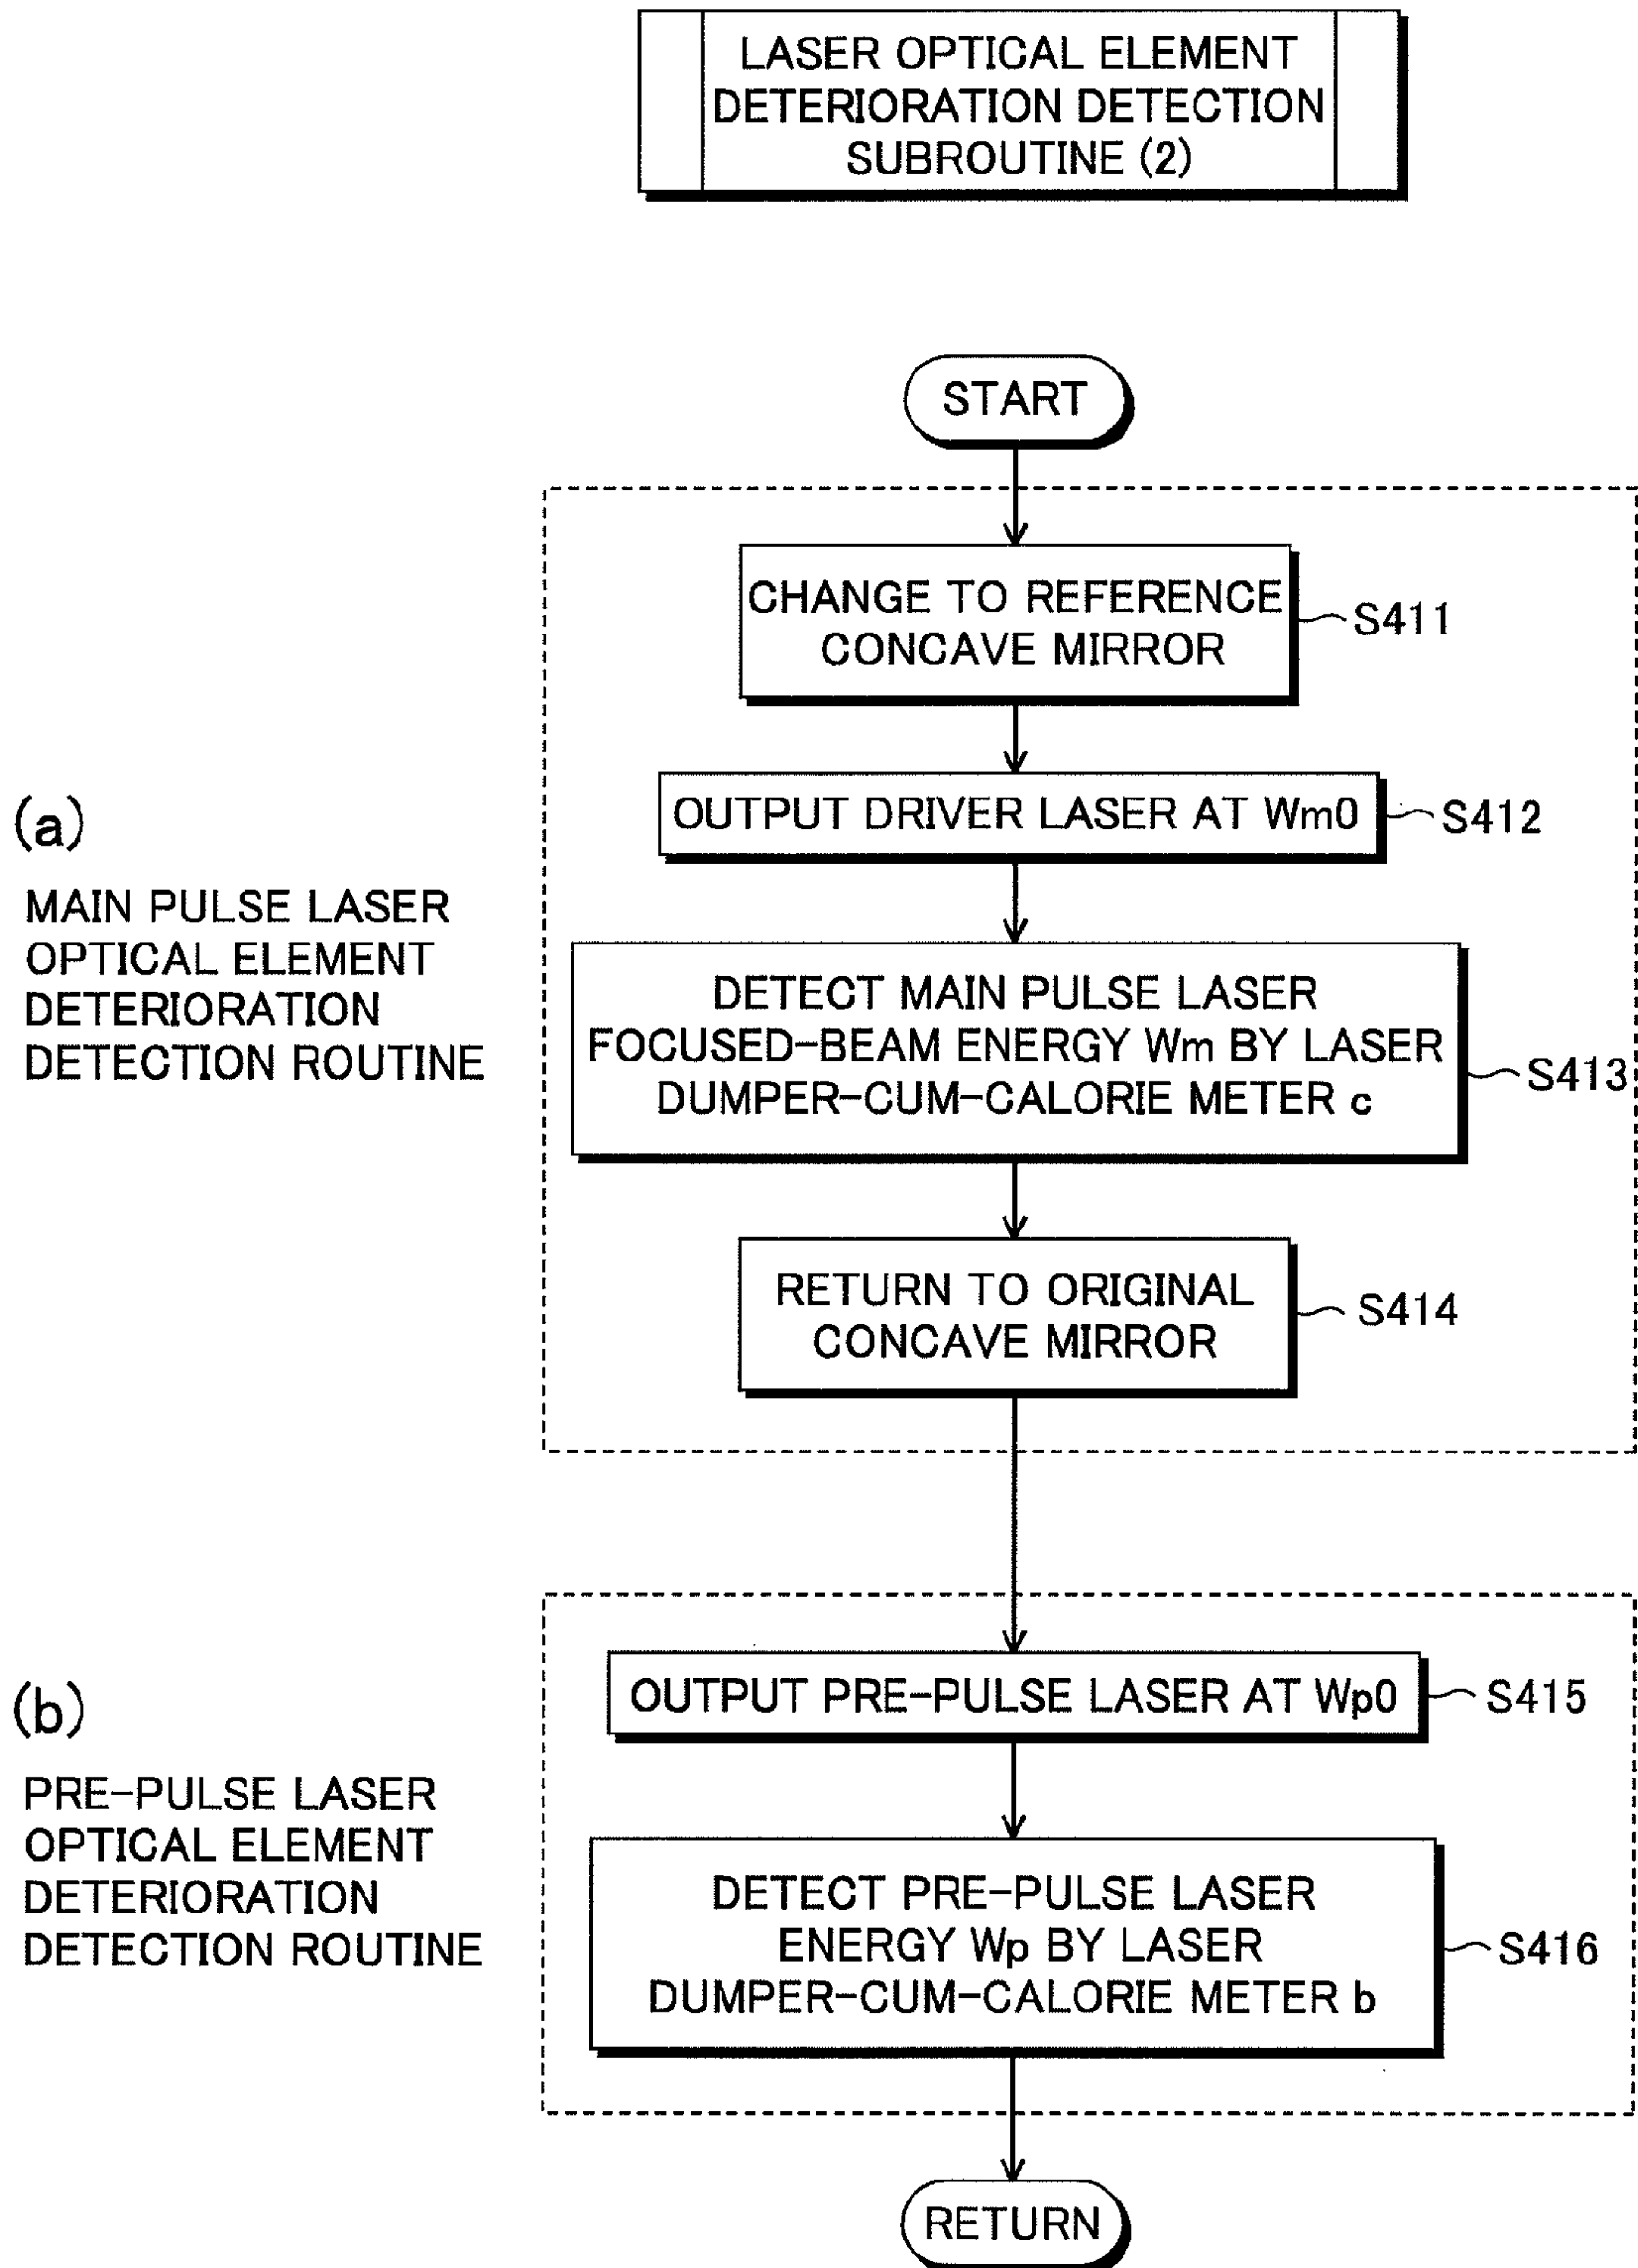 LASER OPTICAL ELEMENT
DETERIORATION DETECTION
SUBROUTINE (2)
START
CHANGE TO REFERENCE
CONCAVE MIRROR
S411
OUTPUT DRIVER LASER AT Wm0
S412
(a)
MAIN PULSE LASER
OPTICAL ELEMENT
DETERIORATION
DETECTION ROUTINE
DETECT MAIN PULSE LASER
FOCUSED-BEAM ENERGY Wm BY LASER
DUMPER-CUM-CALORIE METER c
S413
RETURN TO ORIGINAL
CONCAVE MIRROR
S414
(b)
PRE-PULSE LASER
OPTICAL ELEMENT
DETERIORATION
DETECTION ROUTINE
OUTPUT PRE-PULSE LASER AT Wp0
S415
DETECT PRE-PULSE LASER
ENERGY Wp BY LASER
DUMPER-CUM-CALORIE METER b
S416
RETURN